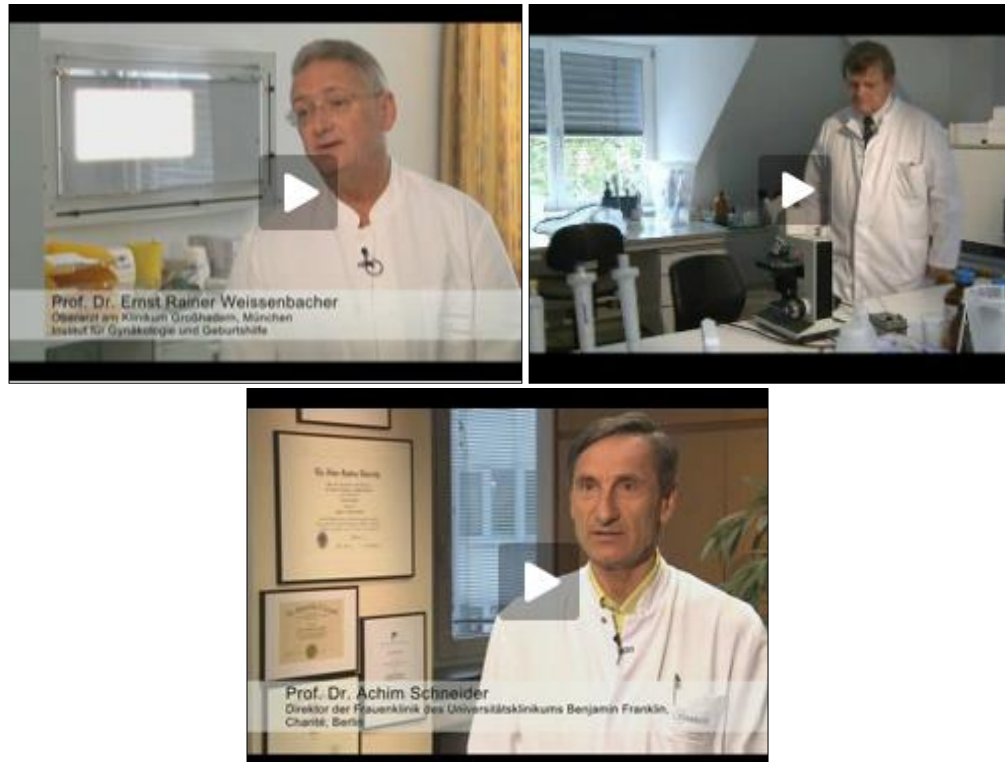 Prof. Dr. Ernst Rainer Weissenbacher
Oberarzt am Klinikum Großhadern, München
Institut für Gynäkologie und Geburtshilfe
Prof. Dr. Achim Schneider
Direktor der Frauenklinik des Universitätsklinikums Benjamin Franklin,
Charité, Berlin